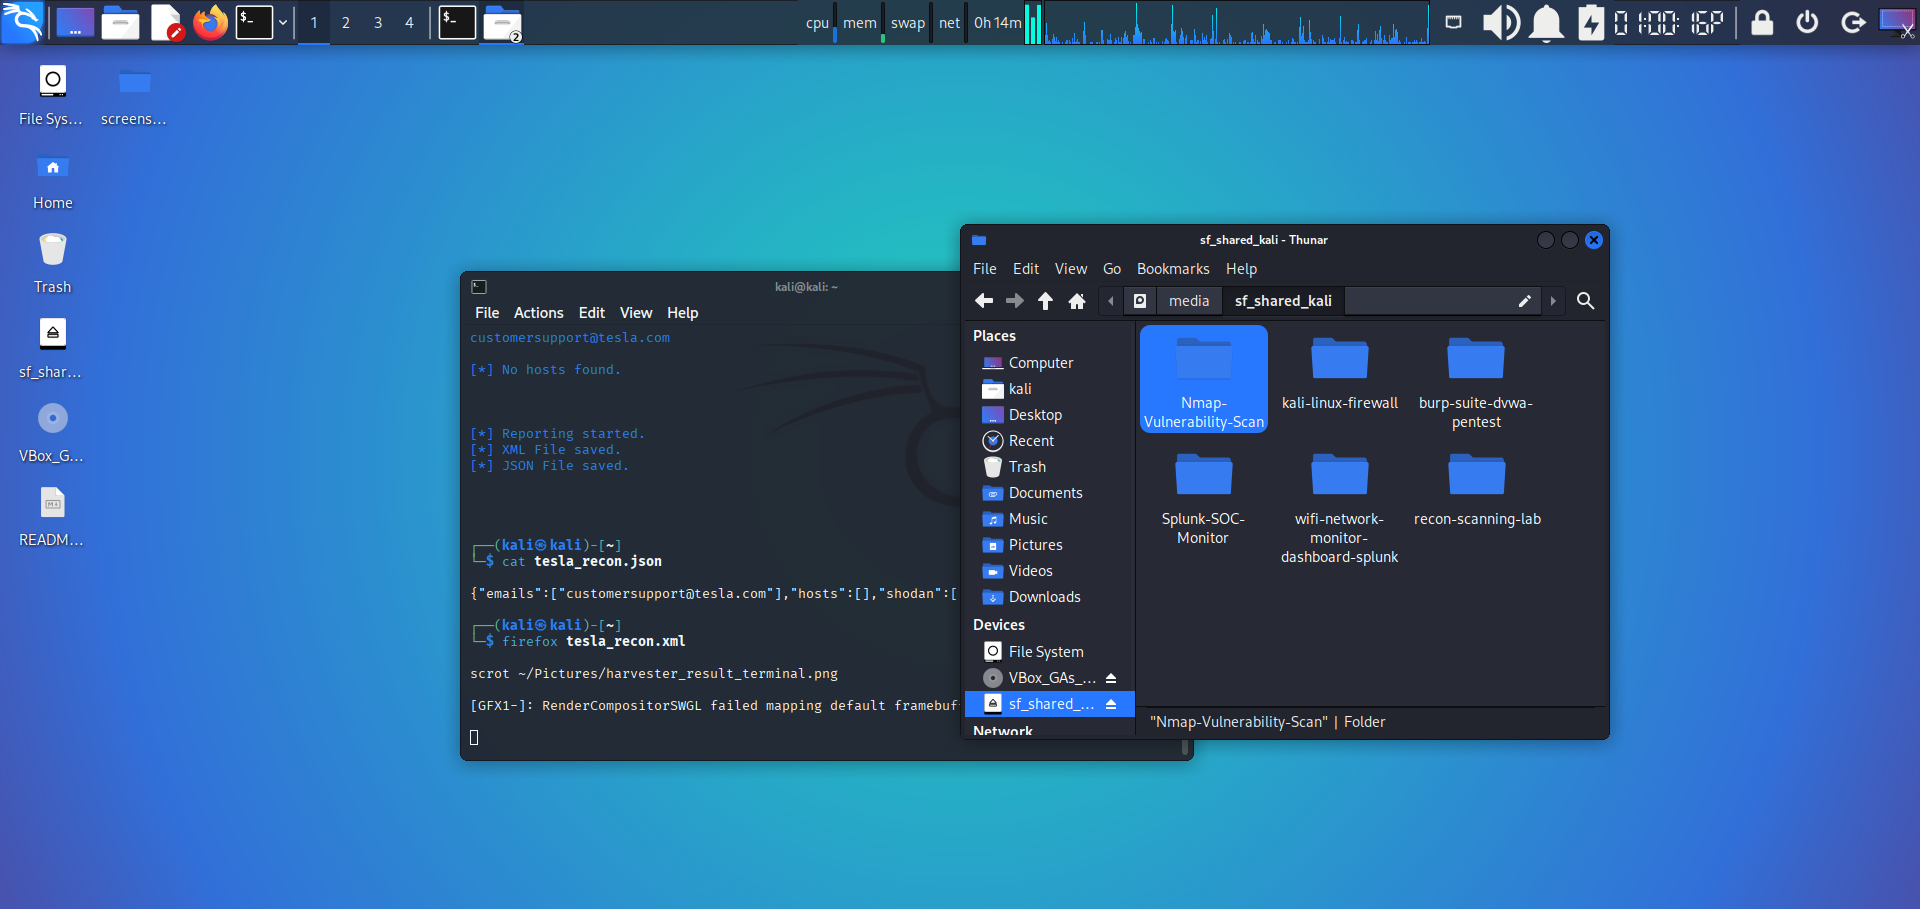 1 2 3 4
cpu mem swap net 0h 14m
01:00:16P
2
File Sys...
screens...
Home
Trash
sf_shar...
VBox_G...
READM...
kali@kali: ~
File Actions Edit View Help
customersupport@tesla.com
[*] No hosts found.
[*] Reporting started.
[*] XML File saved.
[*] JSON File saved.
┌──(kali㉿kali)-[~]
└─$ cat tesla_recon.json
{"emails":["customersupport@tesla.com"],"hosts":[],"shodan":[
┌──(kali㉿kali)-[~]
└─$ firefox tesla_recon.xml
scrot ~/Pictures/harvester_result_terminal.png
[GFX1-]: RenderCompositorSWGL failed mapping default framebuf
sf_shared_kali - Thunar
File Edit View Go Bookmarks Help
media sf_shared_kali
Places
Computer
kali
Desktop
Recent
Trash
Documents
Music
Pictures
Videos
Downloads
Devices
File System
VBox_GAs_...
sf_shared_...
Network
Nmap-
Vulnerability-Scan
kali-linux-firewall
burp-suite-dvwa-
pentest
Splunk-SOC-
Monitor
wifi-network-
monitor-
dashboard-splunk
recon-scanning-lab
"Nmap-Vulnerability-Scan" | Folder